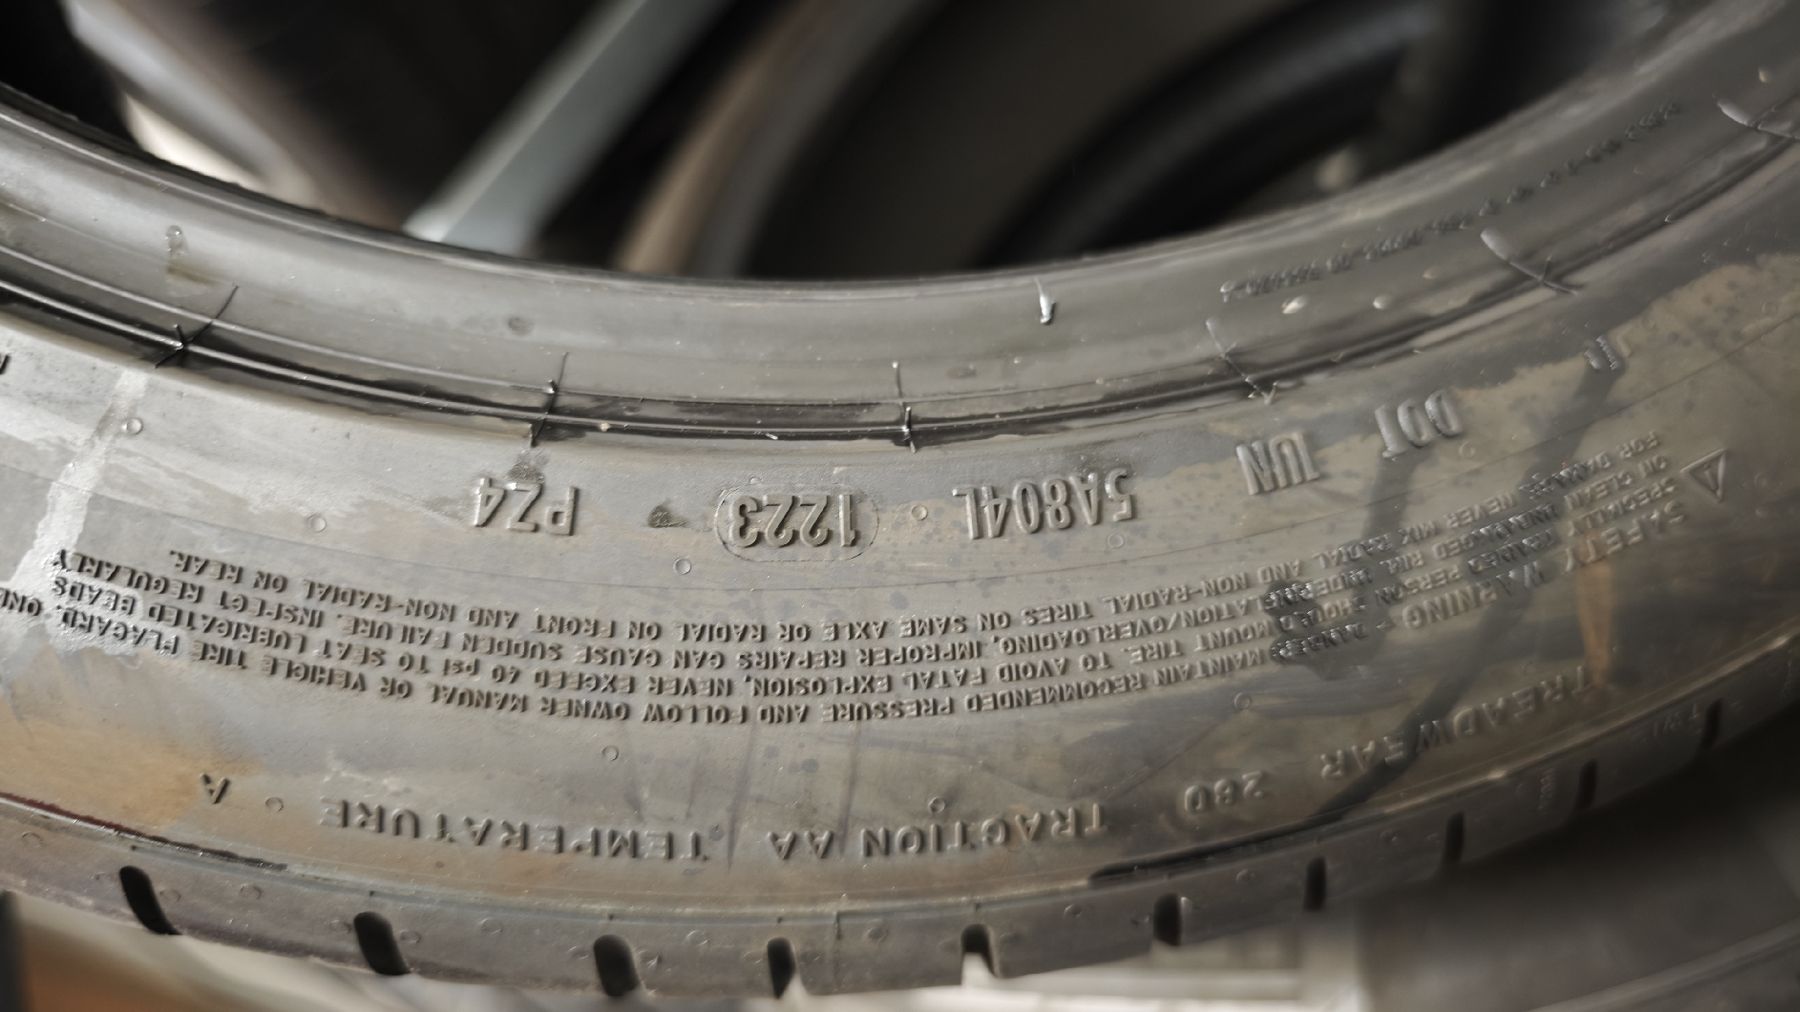 TREADWEAR 260 TRACTION AA TEMPERATURE A
SAFETY WARNING - DANGER MAINTAIN RECOMMENDED PRESSURE AND FOLLOW OWNER MANUAL OR VEHICLE TIRE PLACARD.
SPECIALLY TRAINED PERSON SHOULD MOUNT TIRE. TO AVOID FATAL EXPLOSION, NEVER EXCEED 40 psi TO SEAT LUBRICATED BEADS
ON CLEAN UNDAMAGED RIM. UNDERINFLATION/OVERLOADING, IMPROPER REPAIRS CAN CAUSE SUDDEN FAILURE. INSPECT REGULARLY
FOR DAMAGE. NEVER MIX RADIAL AND NON-RADIAL TIRES ON SAME AXLE OR RADIAL ON FRONT AND NON-RADIAL ON REAR.
DOT 1UN 5A804L 1223 PZ4